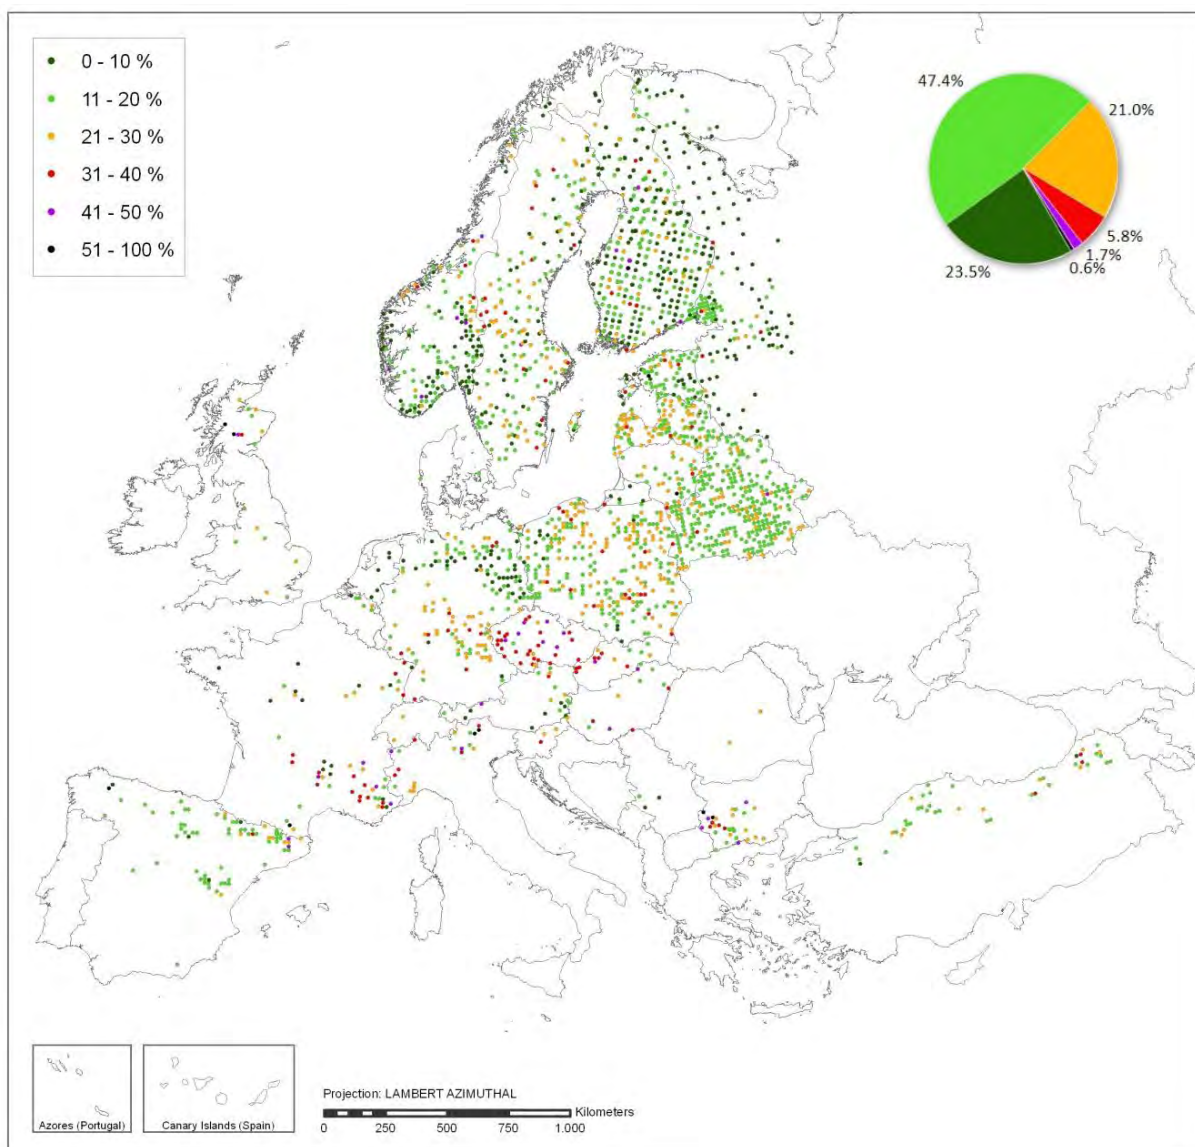 0 - 10 %
11 - 20 %
21 - 30 %
31 - 40 %
41 - 50 %
51 - 100 %
47.4%
21.0%
5.8%
1.7%
0.6%
23.5%
Azores (Portugal)
Canary Islands (Spain)
Projection: LAMBERT AZIMUTHAL
Kilometers
0 250 500 750 1.000